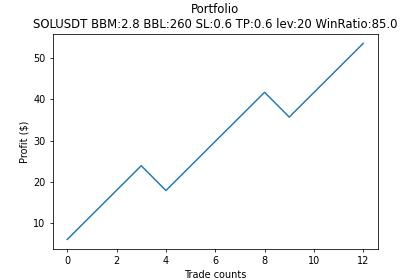 Portfolio
SOLUSDT BBM:2.8 BBL:260 SL:0.6 TP:0.6 lev:20 WinRatio:85.0
50
40
30
20
10
Profit ($)
0 2 4 6 8 10 12
Trade counts